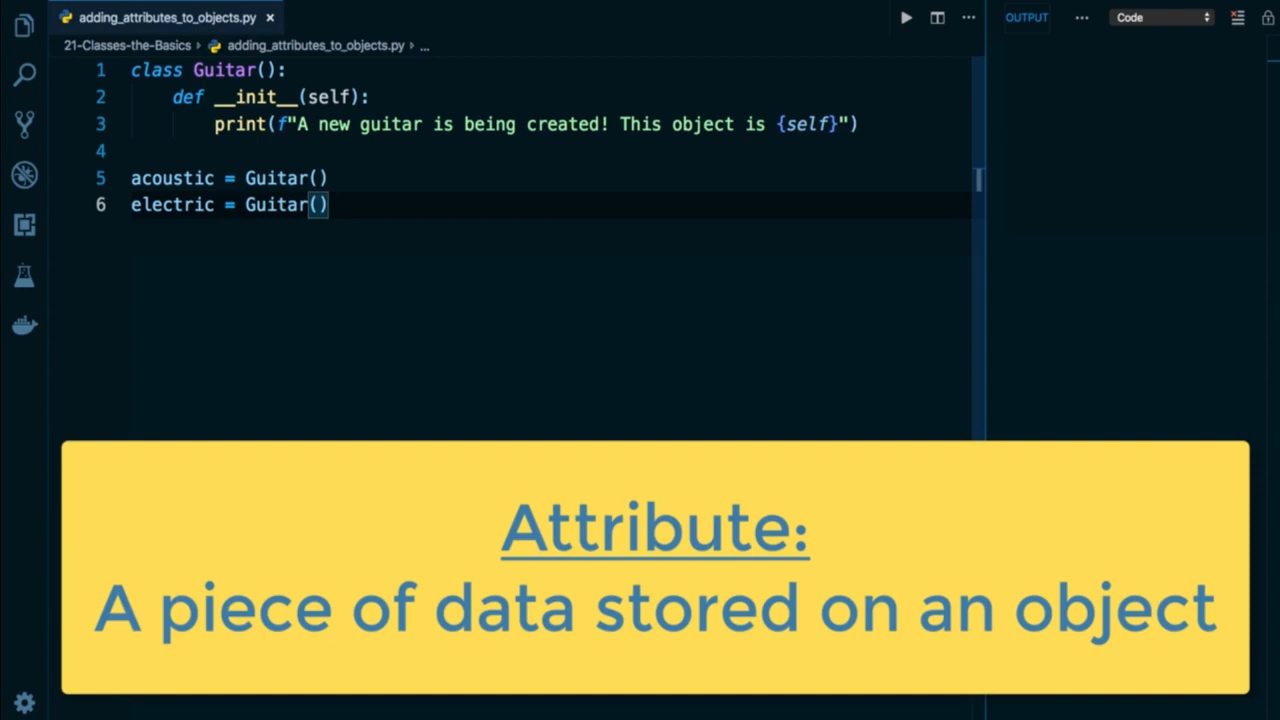 adding_attributes_to_objects.py ×
OUTPUT ... Code
21-Classes-the-Basics › adding_attributes_to_objects.py › ...
1 class Guitar():
2     def __init__(self):
3         print(f"A new guitar is being created! This object is {self}")
4
5 acoustic = Guitar()
6 electric = Guitar()
Attribute:
A piece of data stored on an object